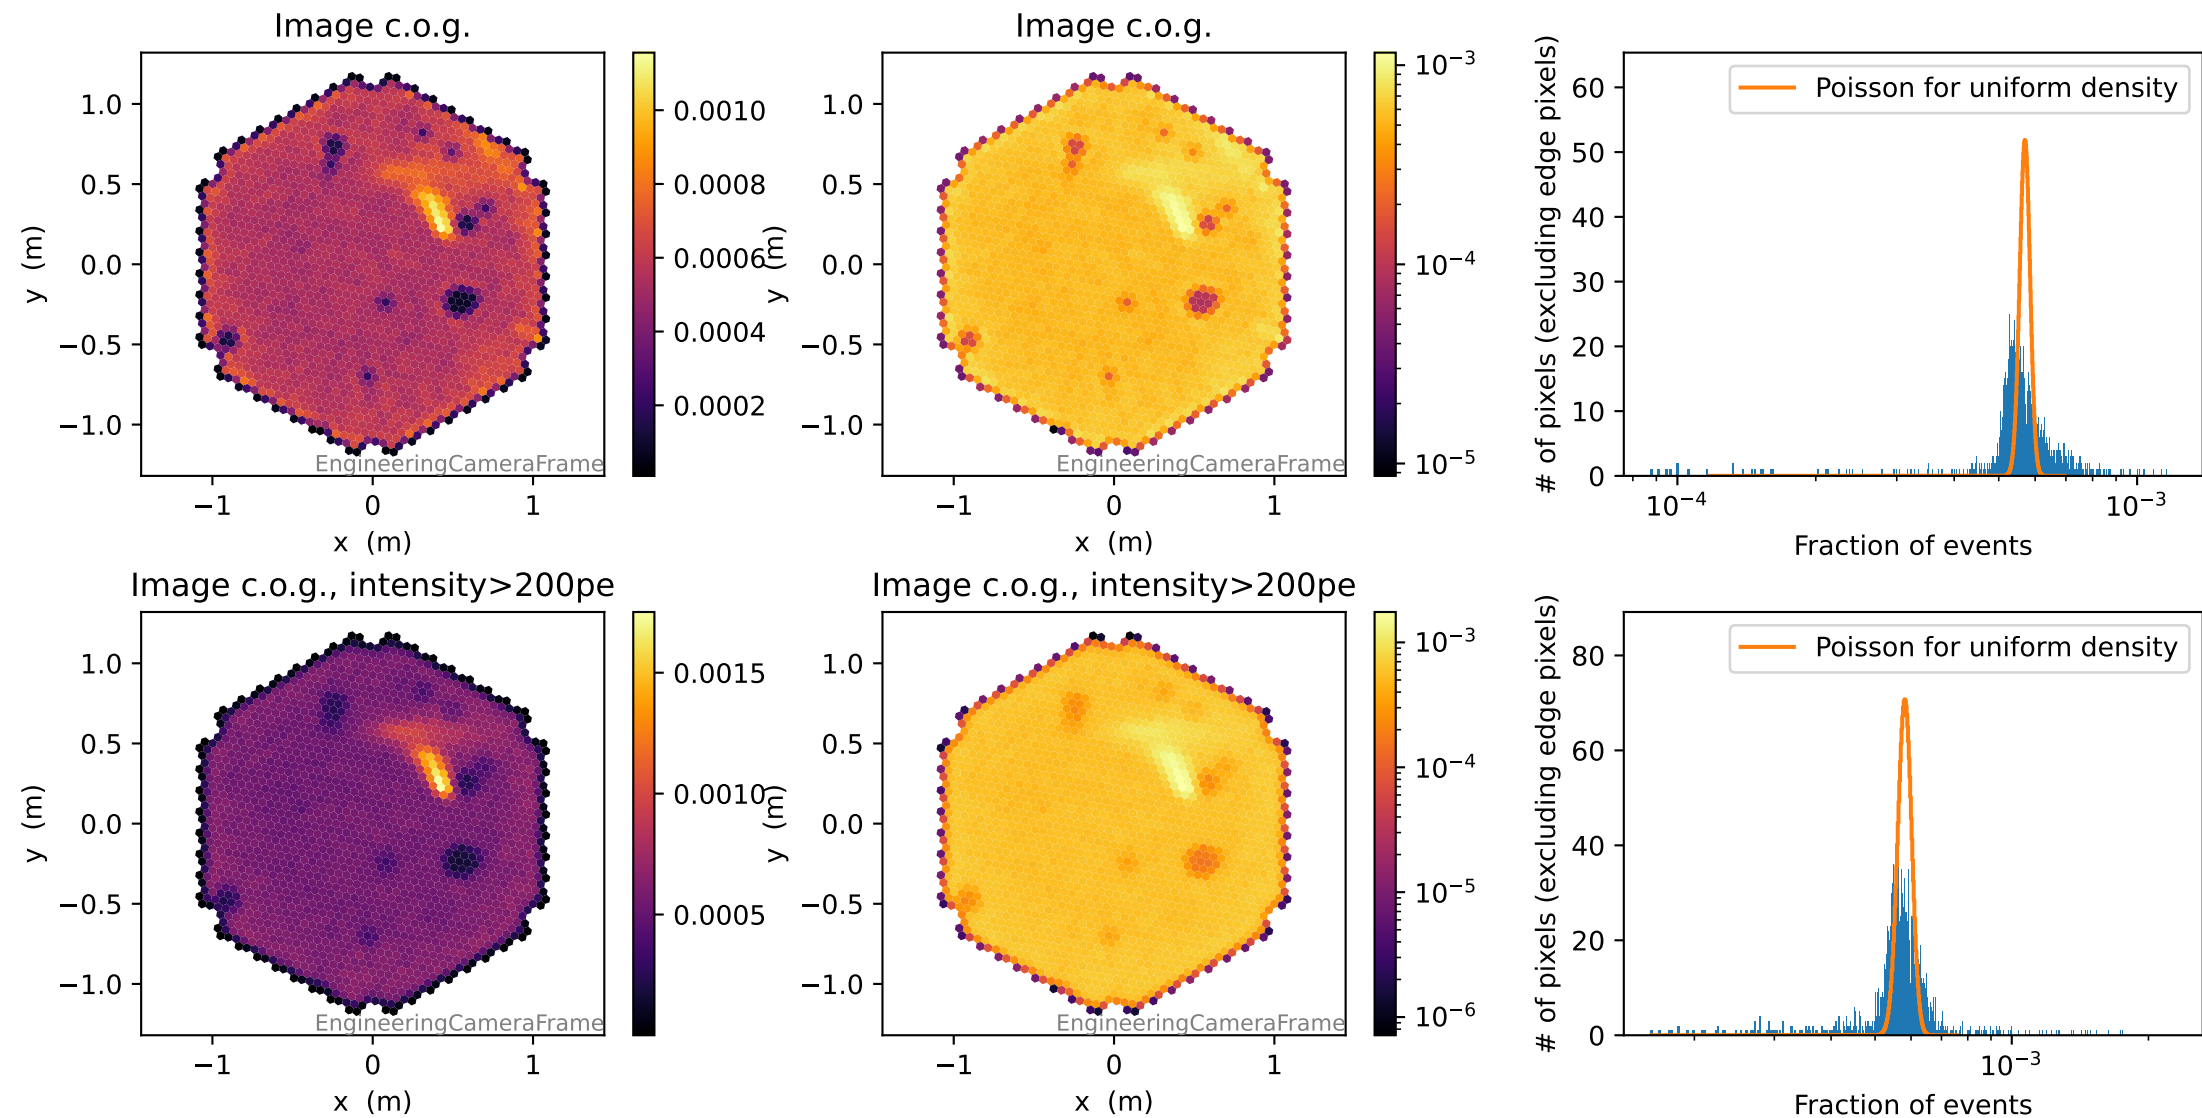 Image c.o.g.
1.0
0.5
0.0
−0.5
−1.0
y (m)
−1 0 1
x (m)
EngineeringCameraFrame
0.0010
0.0008
0.0006
0.0004
0.0002
Image c.o.g.
1.0
0.5
0.0
−0.5
−1.0
y (m)
−1 0 1
x (m)
EngineeringCameraFrame
10−3
10−4
10−5
Poisson for uniform density
60
50
40
30
20
10
0
# of pixels (excluding edge pixels)
10−4 10−3
Fraction of events
Image c.o.g., intensity>200pe
1.0
0.5
0.0
−0.5
−1.0
y (m)
−1 0 1
x (m)
EngineeringCameraFrame
0.0015
0.0010
0.0005
Image c.o.g., intensity>200pe
1.0
0.5
0.0
−0.5
−1.0
y (m)
−1 0 1
x (m)
EngineeringCameraFrame
10−3
10−4
10−5
10−6
Poisson for uniform density
80
60
40
20
0
# of pixels (excluding edge pixels)
10−3
Fraction of events